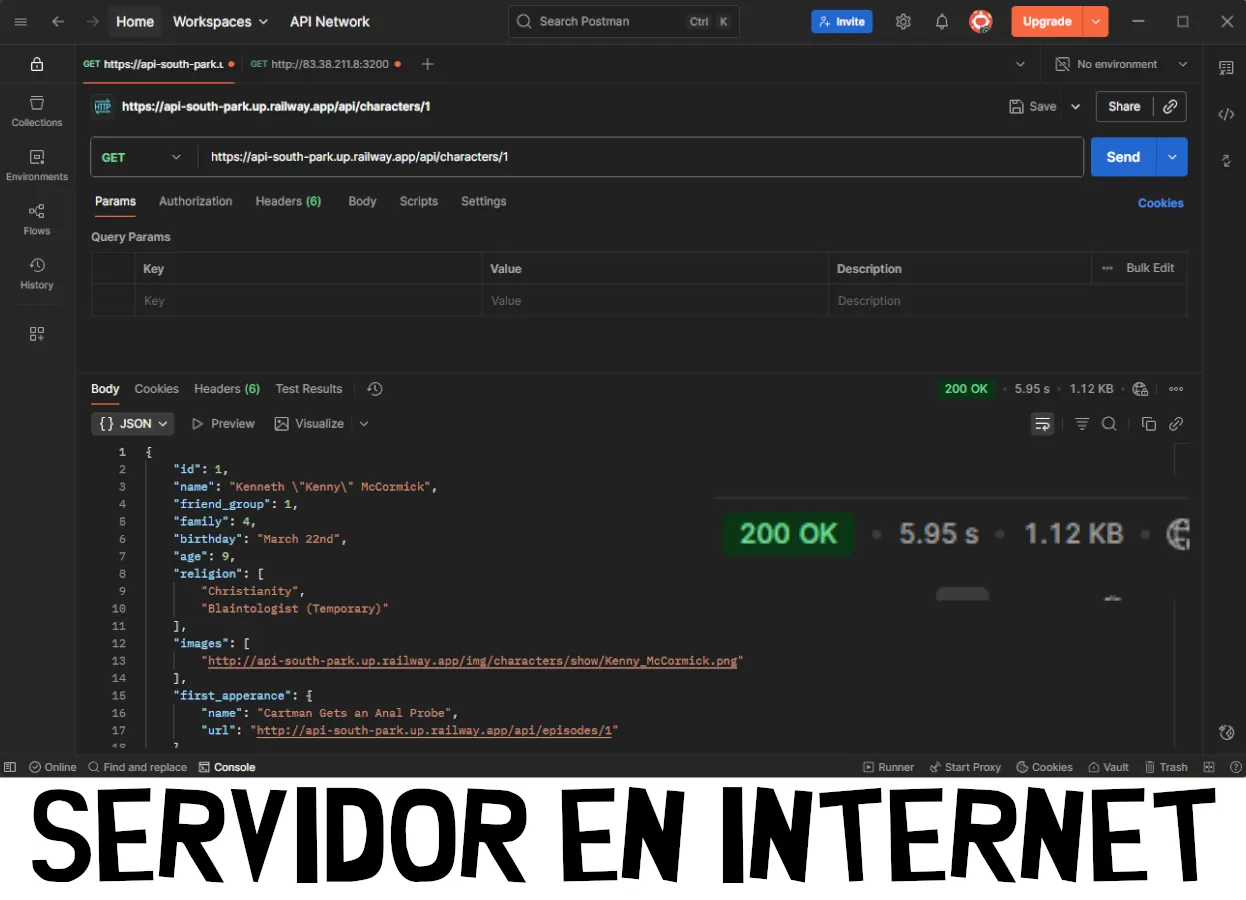 Home Workspaces API Network Search Postman Ctrl K Invite Upgrade
GET https://api-south-park.u GET http://83.38.211.8:3200 No environment
HTTP https://api-south-park.up.railway.app/api/characters/1 Save Share
Collections
Environments
Flows
History
GET https://api-south-park.up.railway.app/api/characters/1 Send
Params Authorization Headers (6) Body Scripts Settings Cookies
Query Params
Key Value Description Bulk Edit
Key Value Description
Body Cookies Headers (6) Test Results 200 OK 5.95 s 1.12 KB
{} JSON Preview Visualize
1 {
2 "id": 1,
3 "name": "Kenneth \"Kenny\" McCormick",
4 "friend_group": 1,
5 "family": 4,
6 "birthday": "March 22nd",
7 "age": 9,
8 "religion": [
9 "Christianity",
10 "Blaintologist (Temporary)"
11 ],
12 "images": [
13 "http://api-south-park.up.railway.app/img/characters/show/Kenny_McCormick.png"
14 ],
15 "first_apperance": {
16 "name": "Cartman Gets an Anal Probe",
17 "url": "http://api-south-park.up.railway.app/api/episodes/1"
200 OK 5.95 s 1.12 KB
Online Find and replace Console Runner Start Proxy Cookies Vault Trash
SERVIDOR EN INTERNET